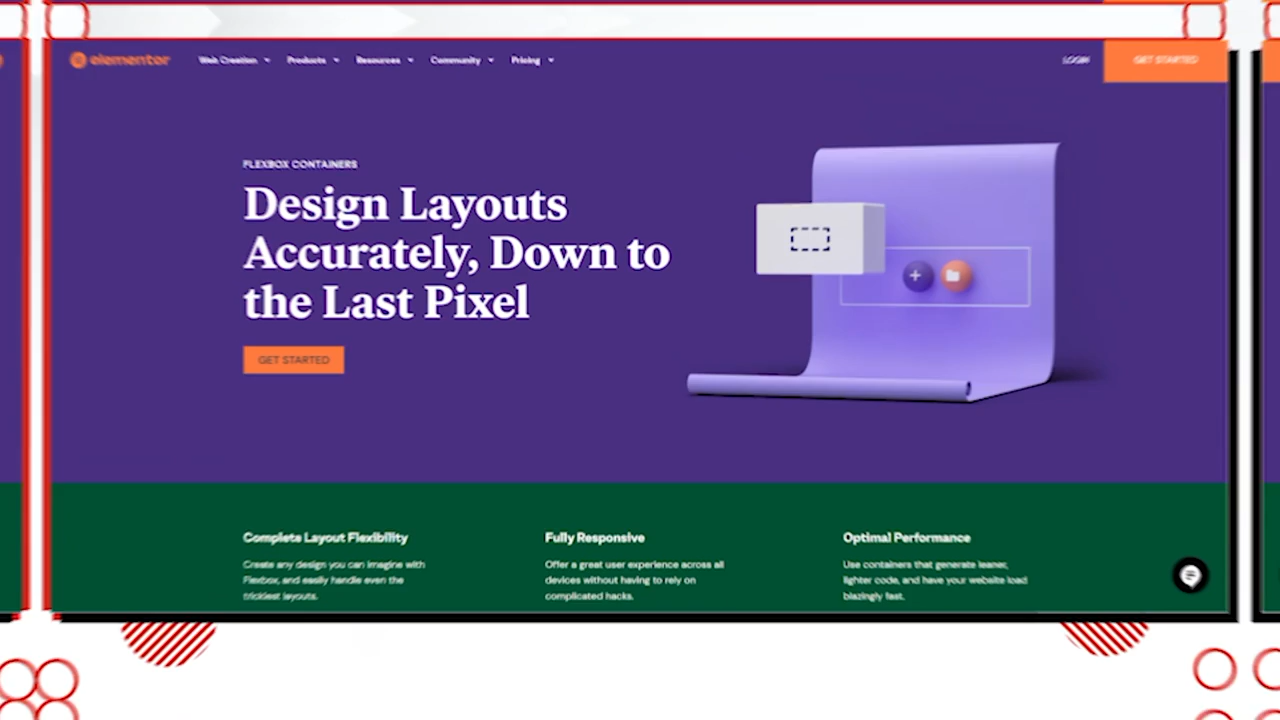 elementor
Web Creation Products Resources Community Pricing LOGIN GET STARTED
FLEXBOX CONTAINERS
Design Layouts
Accurately, Down to
the Last Pixel
GET STARTED
Complete Layout Flexibility
Create any design you can imagine with
Flexbox, and easily handle even the
trickiest layouts.
Fully Responsive
Offer a great user experience across all
devices without having to rely on
complicated hacks.
Optimal Performance
Use containers that generate leaner,
lighter code, and have your website load
blazingly fast.